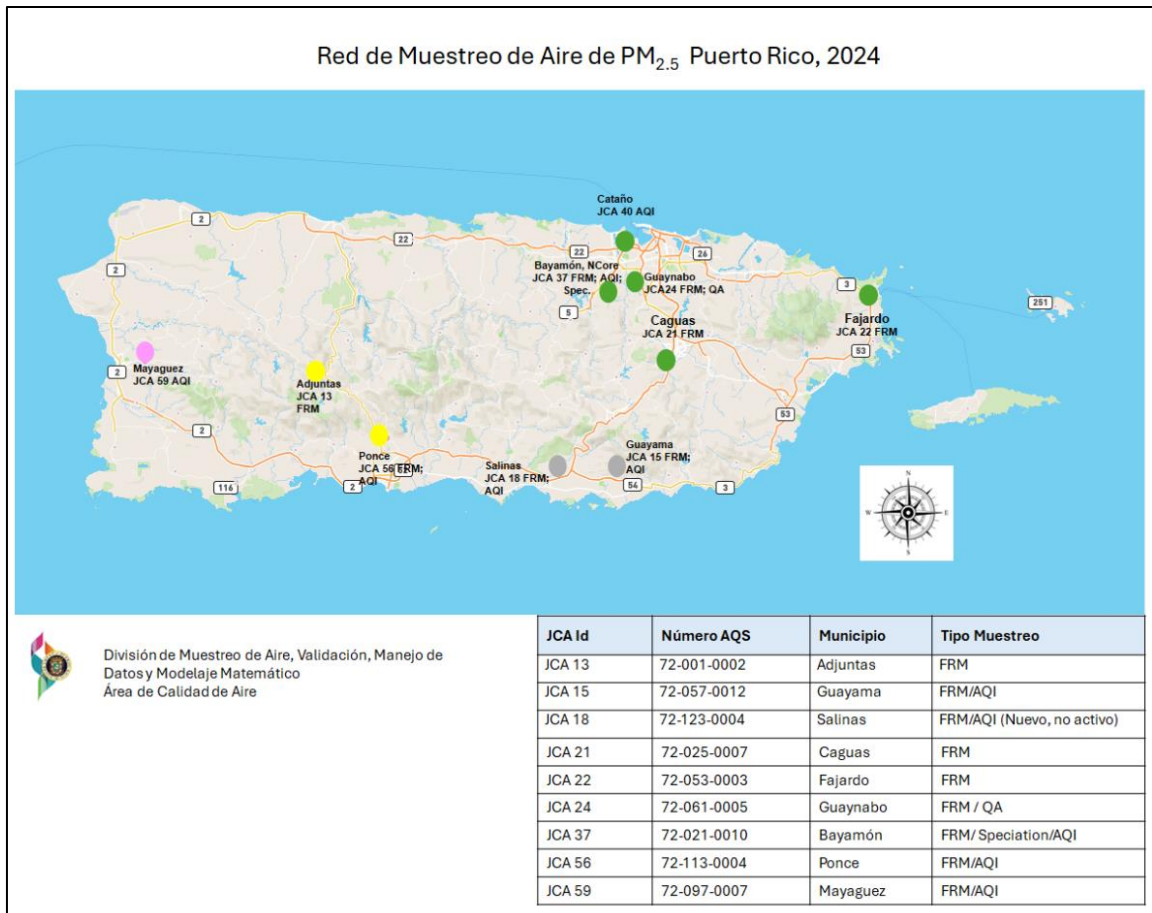 Red de Muestreo de Aire de PM2.5 Puerto Rico, 2024
Cataño
JCA 40 AQI
2
22
22
26
Bayamón, NCore
JCA 37 FRM; AQI;
Spec.
Guaynabo
JCA24 FRM; QA
2
3
251
5
Caguas
JCA 21 FRM
Fajardo
JCA 22 FRM
53
Mayaguez
JCA 59 AQI
2
Adjuntas
JCA 13
FRM
53
2
Ponce
JCA 56 FRM;
AQI
Salinas
JCA 18 FRM;
AQI
Guayama
JCA 15 FRM;
AQI
116
2
54
3
N
W
E
S
División de Muestreo de Aire, Validación, Manejo de
Datos y Modelaje Matemático
Área de Calidad de Aire
JCA Id Número AQS Municipio Tipo Muestreo
JCA 13 72-001-0002 Adjuntas FRM
JCA 15 72-057-0012 Guayama FRM/AQI
JCA 18 72-123-0004 Salinas FRM/AQI (Nuevo, no activo)
JCA 21 72-025-0007 Caguas FRM
JCA 22 72-053-0003 Fajardo FRM
JCA 24 72-061-0005 Guaynabo FRM / QA
JCA 37 72-021-0010 Bayamón FRM/ Speciation/AQI
JCA 56 72-113-0004 Ponce FRM/AQI
JCA 59 72-097-0007 Mayaguez FRM/AQI